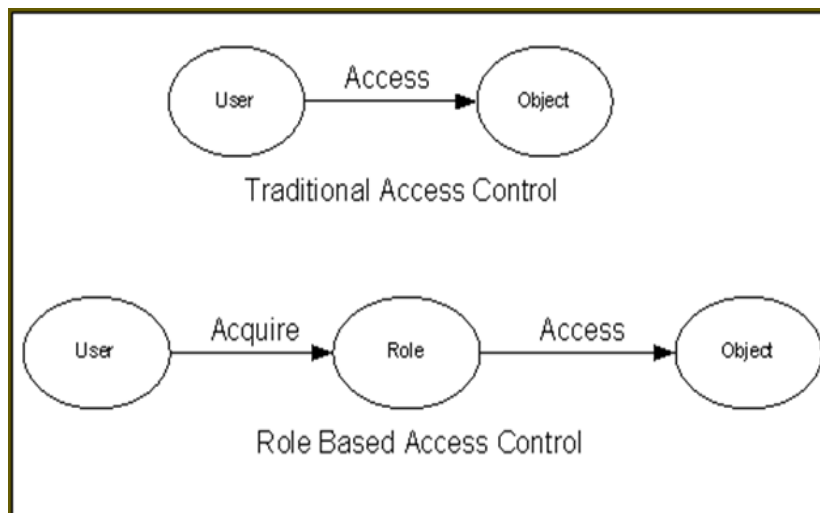 Access
User
Object
Traditional Access Control
Acquire
Access
User
Role
Object
Role Based Access Control